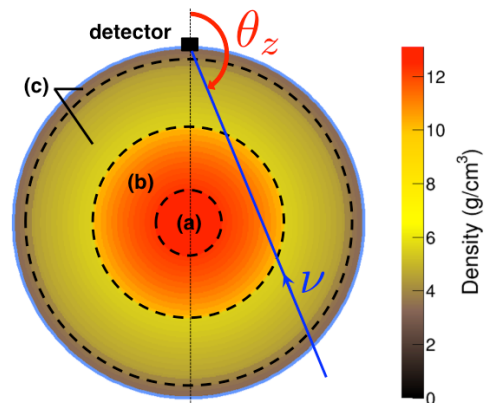 detector
θz
(c)
(b)
(a)
ν
12
10
8
6
4
2
0
Density (g/cm³)